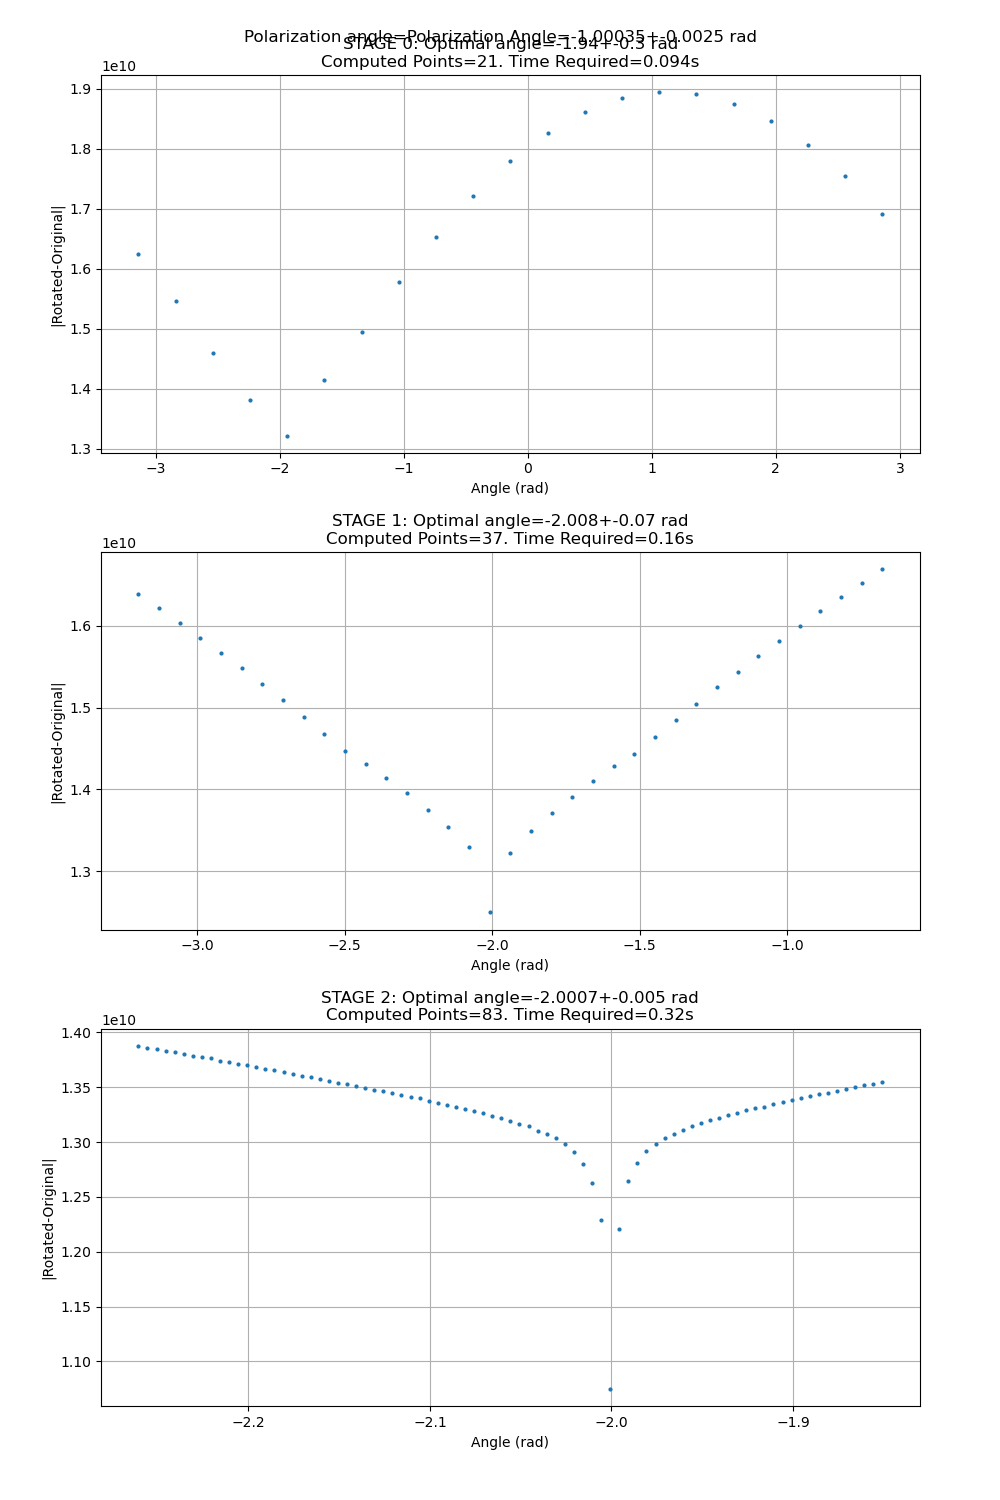 Polarization angle=Polarization Angle=-1.00035+-0.0025 rad
STAGE 0: Optimal angle=-1.94+-0.3 rad
Computed Points=21. Time Required=0.094s
1e10
1.9
1.8
1.7
1.6
1.5
1.4
1.3
|Rotated-Original|
−3 −2 −1 0 1 2 3
Angle (rad)
STAGE 1: Optimal angle=-2.008+-0.07 rad
Computed Points=37. Time Required=0.16s
1e10
1.6
1.5
1.4
1.3
|Rotated-Original|
−3.0 −2.5 −2.0 −1.5 −1.0
Angle (rad)
STAGE 2: Optimal angle=-2.0007+-0.005 rad
Computed Points=83. Time Required=0.32s
1e10
1.40
1.35
1.30
1.25
1.20
1.15
1.10
|Rotated-Original|
−2.2 −2.1 −2.0 −1.9
Angle (rad)